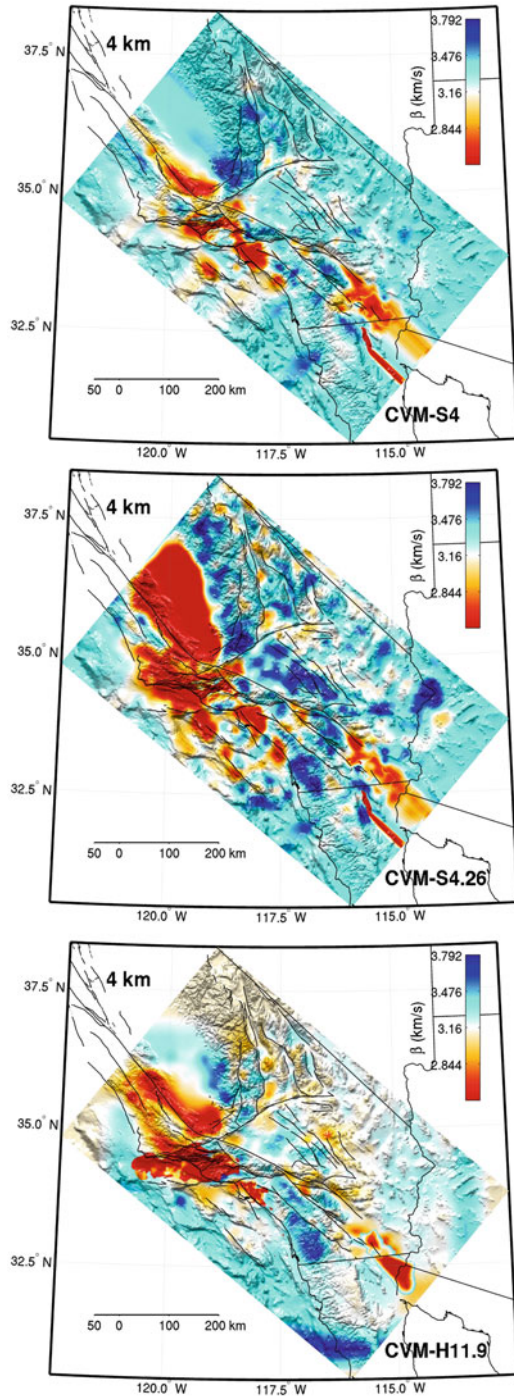 4 km
3.792
3.476
3.16
2.844
β (km/s)
37.5° N
35.0° N
32.5° N
50 0 100 200 km
CVM-S4
120.0° W 117.5° W 115.0° W
4 km
3.792
3.476
3.16
2.844
β (km/s)
37.5° N
35.0° N
32.5° N
50 0 100 200 km
CVM-S4.26
120.0° W 117.5° W 115.0° W
4 km
3.792
3.476
3.16
2.844
β (km/s)
37.5° N
35.0° N
32.5° N
50 0 100 200 km
CVM-H11.9
120.0° W 117.5° W 115.0° W